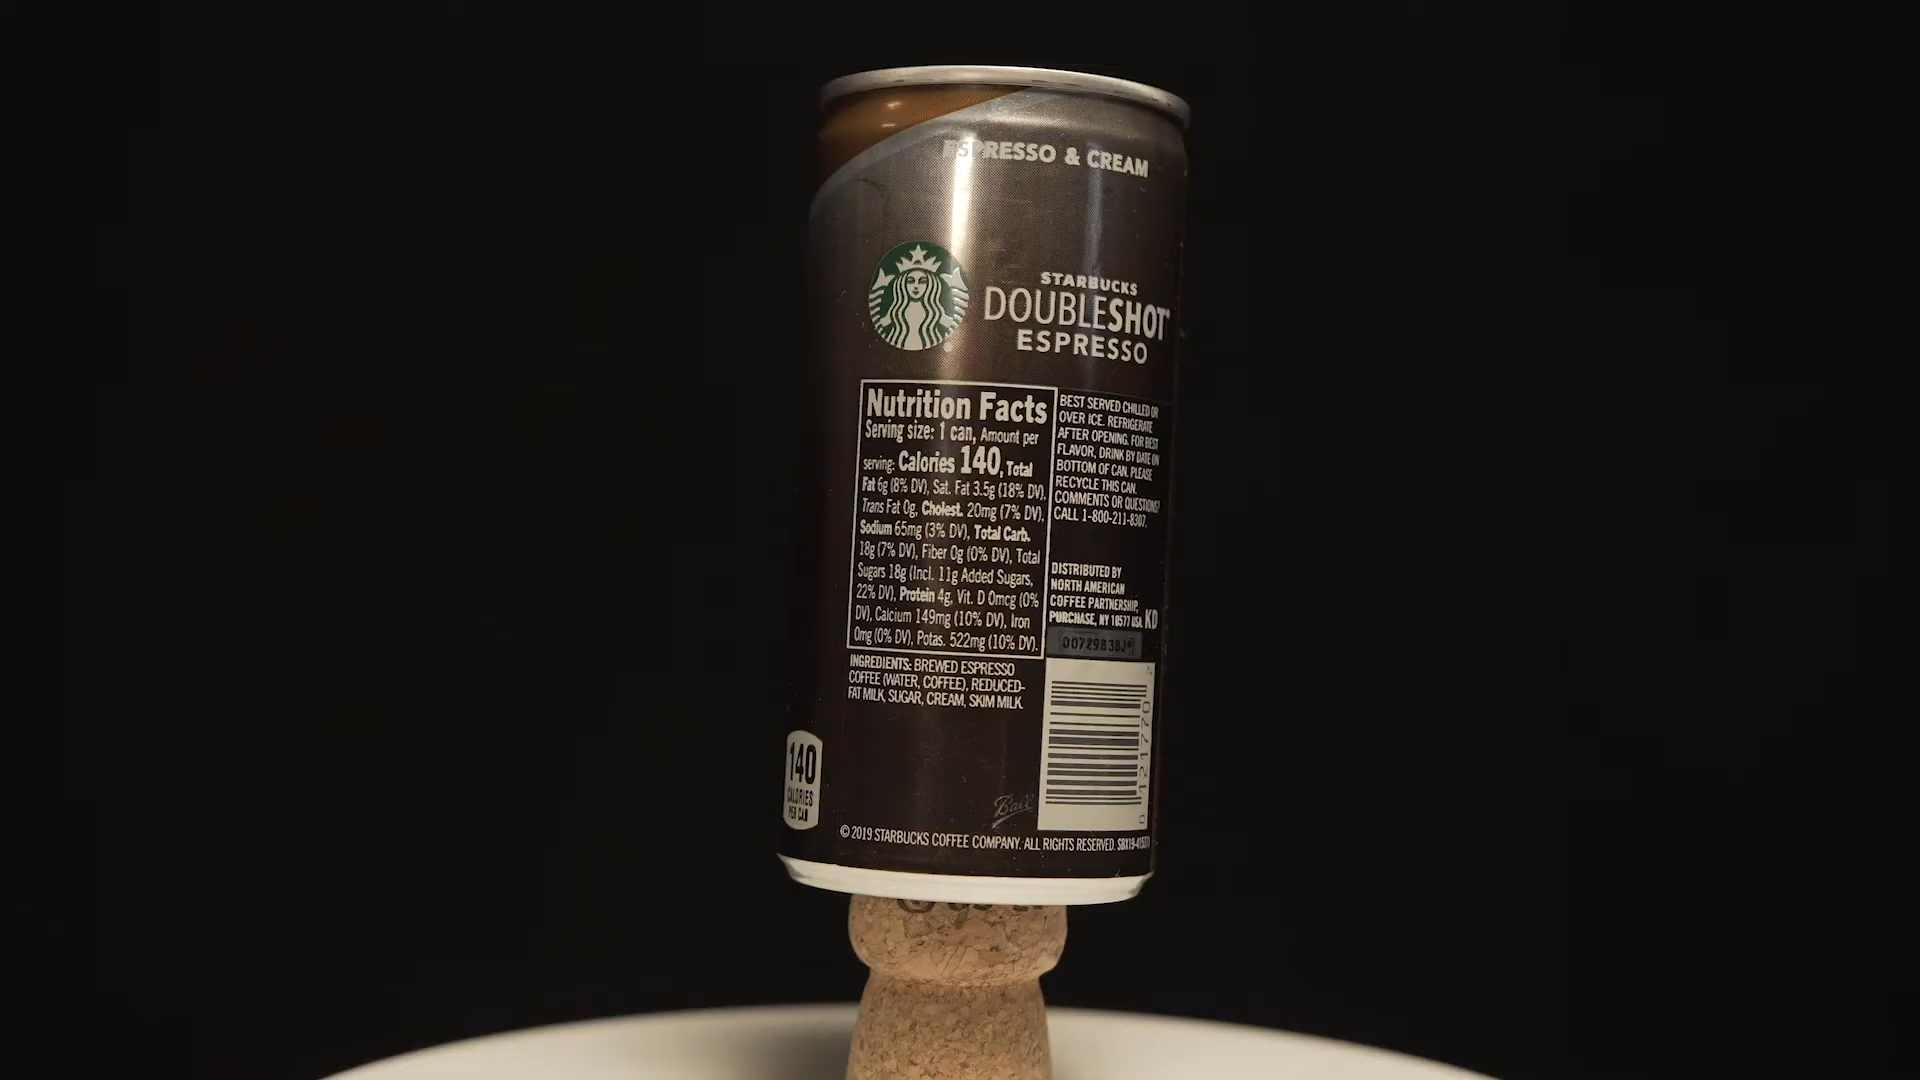 ESPRESSO & CREAM
STARBUCKS
DOUBLESHOT
ESPRESSO
Nutrition Facts
Serving size: 1 can, Amount per
serving: Calories 140, Total
Fat 6g (8% DV), Sat. Fat 3.5g (18% DV),
Trans Fat 0g, Cholest. 20mg (7% DV),
Sodium 65mg (3% DV), Total Carb.
18g (7% DV), Fiber 0g (0% DV), Total
Sugars 18g (Incl. 11g Added Sugars,
22% DV), Protein 4g, Vit. D 0mcg (0%
DV), Calcium 149mg (10% DV), Iron
0mg (0% DV), Potas. 522mg (10% DV).
INGREDIENTS: BREWED ESPRESSO
COFFEE (WATER, COFFEE), REDUCED-
FAT MILK, SUGAR, CREAM, SKIM MILK.
BEST SERVED CHILLED OR
OVER ICE. REFRIGERATE
AFTER OPENING. FOR BEST
FLAVOR, DRINK BY DATE ON
BOTTOM OF CAN. PLEASE
RECYCLE THIS CAN.
COMMENTS OR QUESTIONS?
CALL 1-800-211-8307.
DISTRIBUTED BY
NORTH AMERICAN
COFFEE PARTNERSHIP,
PURCHASE, NY 10577 USA. KD
0 121770 2
140
CALORIES
PER CAN
Ball
© 2019 STARBUCKS COFFEE COMPANY. ALL RIGHTS RESERVED.